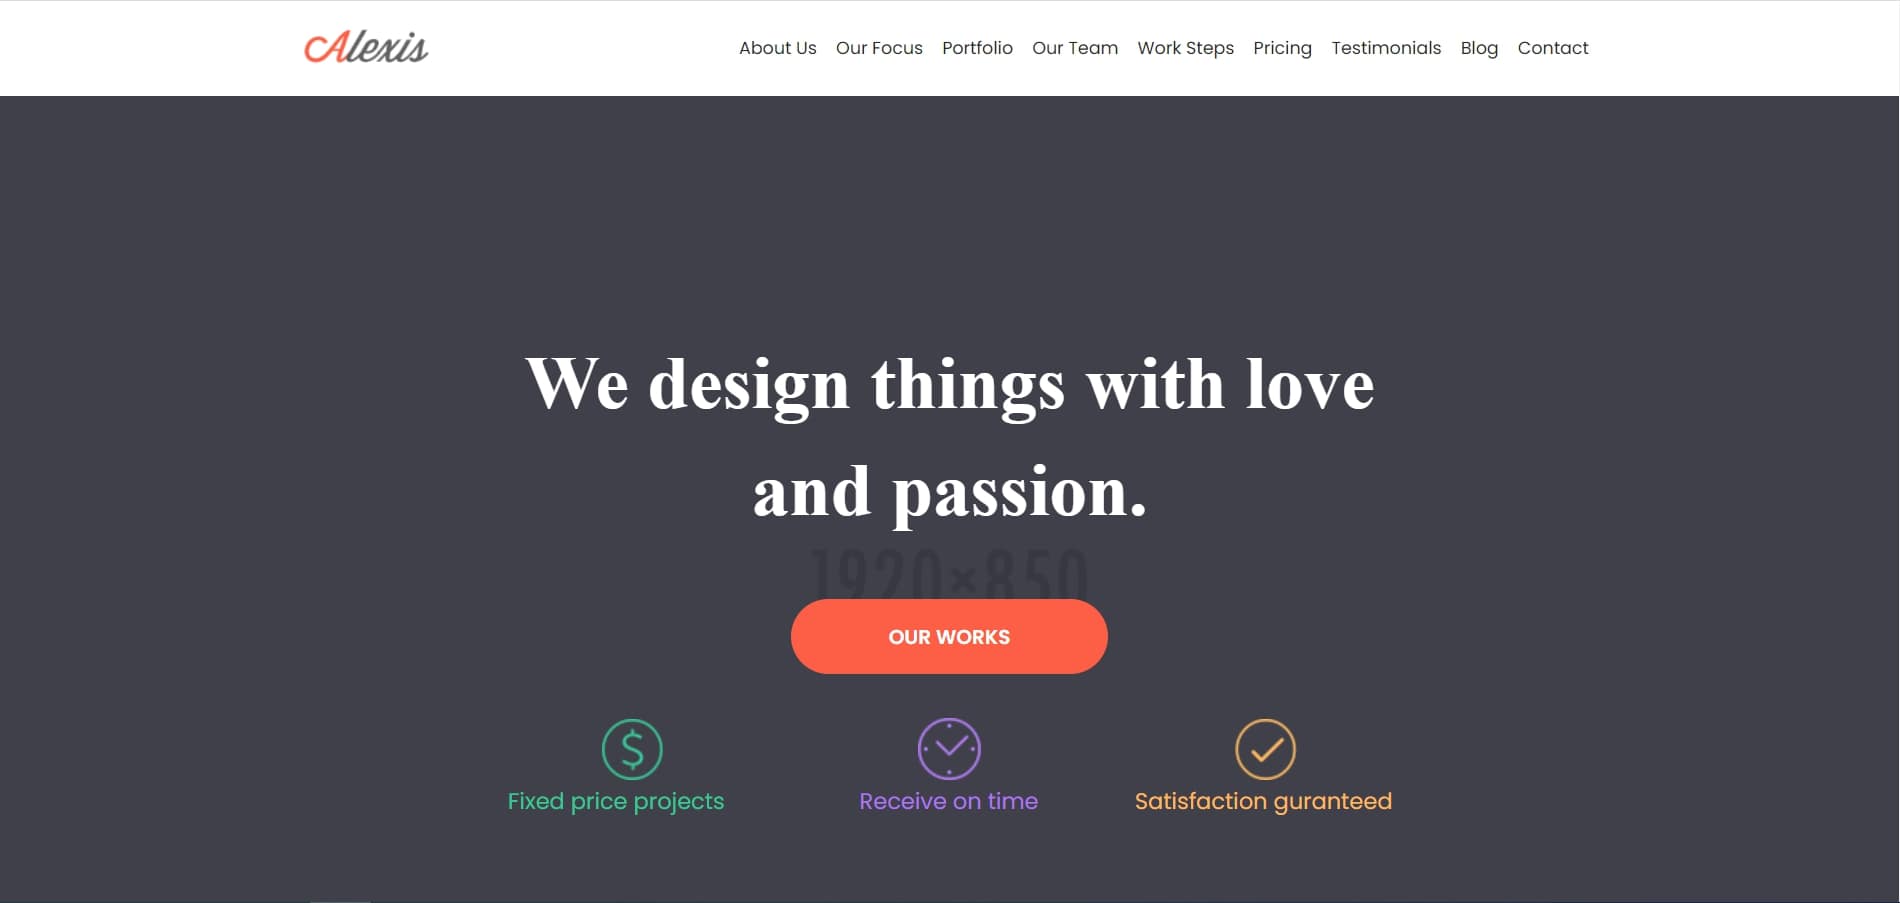 Alexis
About Us Our Focus Portfolio Our Team Work Steps Pricing Testimonials Blog Contact
We design things with love
and passion.
1920×850
OUR WORKS
Fixed price projects Receive on time Satisfaction guranteed